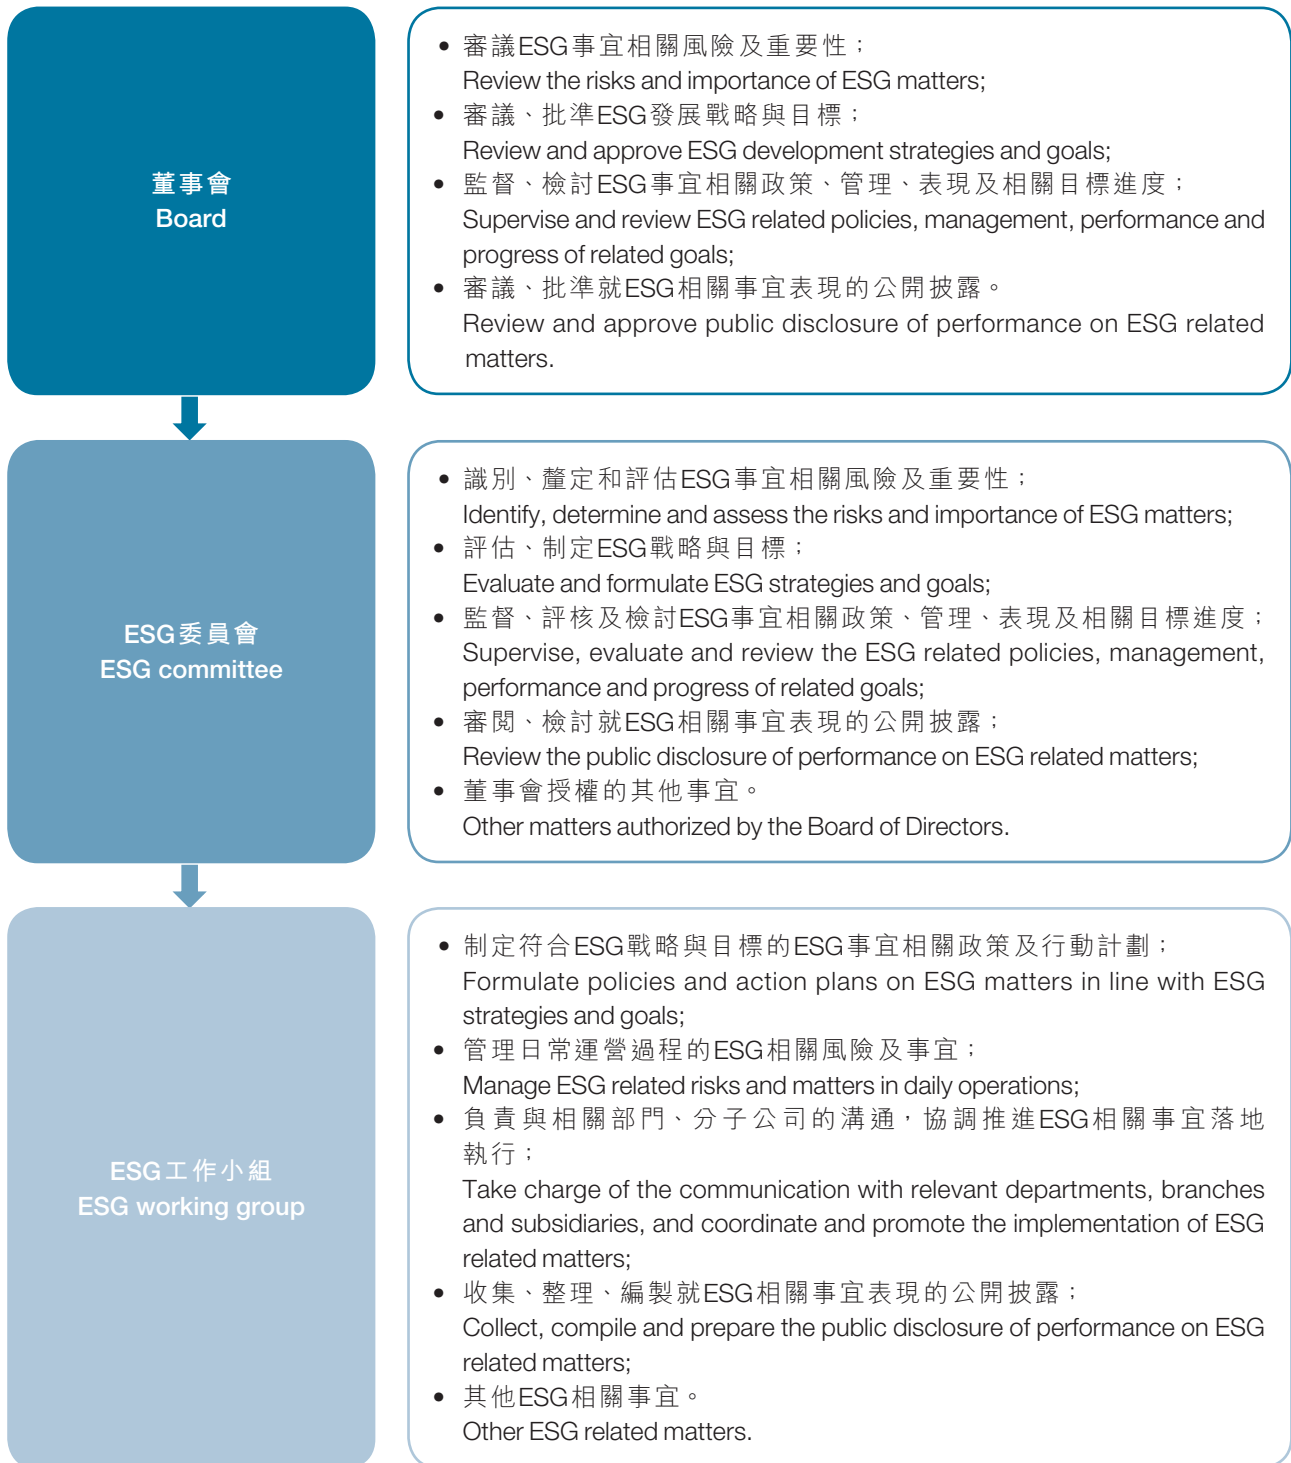 董事會
Board
• 審議ESG事宜相關風險及重要性；
Review the risks and importance of ESG matters;
• 審議、批準ESG發展戰略與目標；
Review and approve ESG development strategies and goals;
• 監督、檢討ESG事宜相關政策、管理、表現及相關目標進度；
Supervise and review ESG related policies, management, performance and
progress of related goals;
• 審議、批準就ESG相關事宜表現的公開披露。
Review and approve public disclosure of performance on ESG related
matters.
ESG委員會
ESG committee
• 識別、釐定和評估ESG事宜相關風險及重要性；
Identify, determine and assess the risks and importance of ESG matters;
• 評估、制定ESG戰略與目標；
Evaluate and formulate ESG strategies and goals;
• 監督、評核及檢討ESG事宜相關政策、管理、表現及相關目標進度；
Supervise, evaluate and review the ESG related policies, management,
performance and progress of related goals;
• 審閱、檢討就ESG相關事宜表現的公開披露；
Review the public disclosure of performance on ESG related matters;
• 董事會授權的其他事宜。
Other matters authorized by the Board of Directors.
ESG工作小組
ESG working group
• 制定符合ESG戰略與目標的ESG事宜相關政策及行動計劃；
Formulate policies and action plans on ESG matters in line with ESG
strategies and goals;
• 管理日常運營過程的ESG相關風險及事宜；
Manage ESG related risks and matters in daily operations;
• 負責與相關部門、分子公司的溝通，協調推進ESG相關事宜落地
執行；
Take charge of the communication with relevant departments, branches
and subsidiaries, and coordinate and promote the implementation of ESG
related matters;
• 收集、整理、編製就ESG相關事宜表現的公開披露；
Collect, compile and prepare the public disclosure of performance on ESG
related matters;
• 其他ESG相關事宜。
Other ESG related matters.